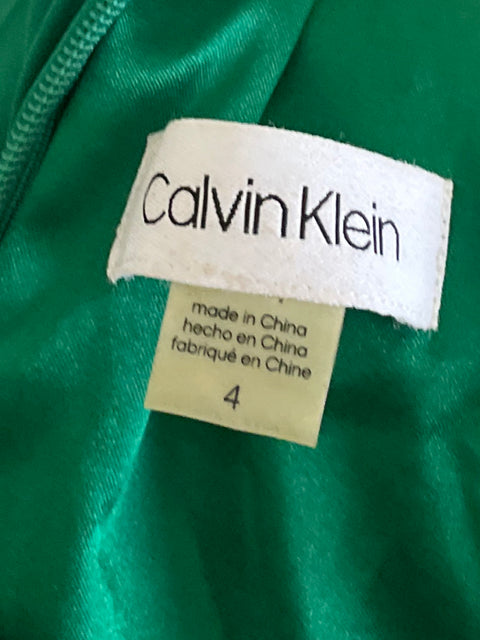 Calvin Klein
made in China
hecho en China
fabriqué en Chine
4